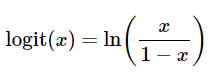 logit(x) = ln(x / (1 − x))